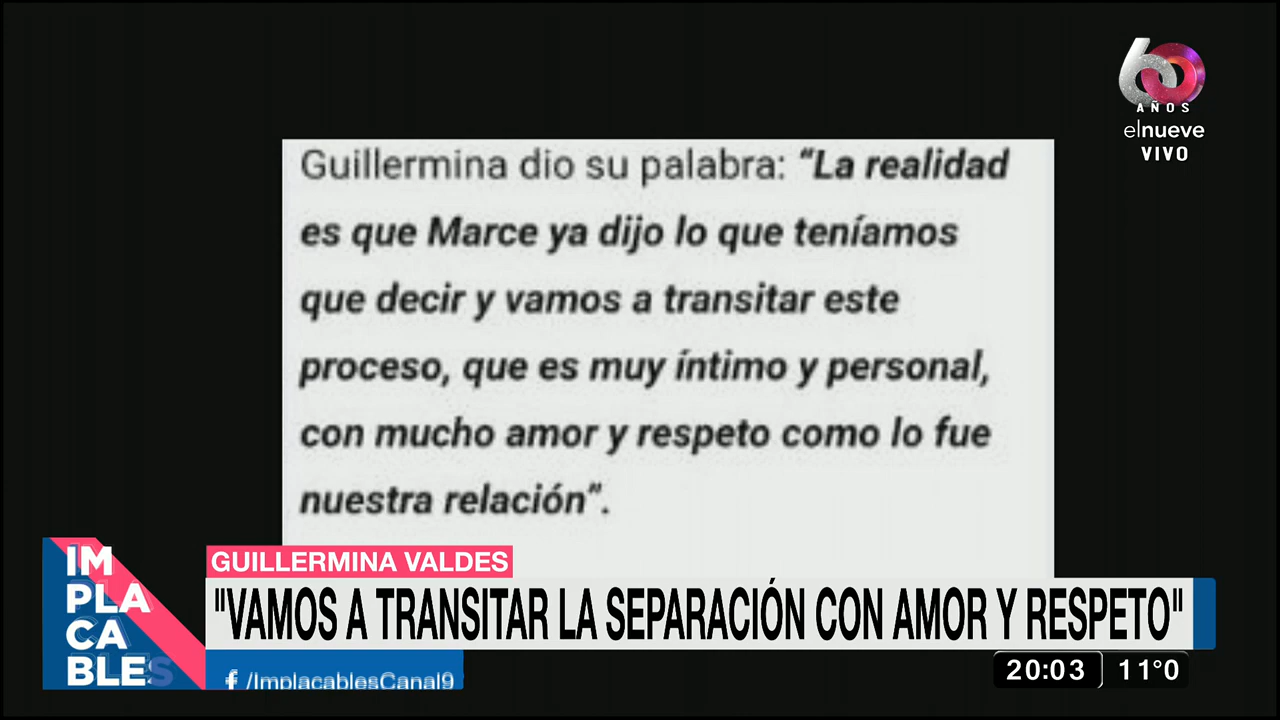 60
AÑOS
elnueve
VIVO
Guillermina dio su palabra: “La realidad
es que Marce ya dijo lo que teníamos
que decir y vamos a transitar este
proceso, que es muy íntimo y personal,
con mucho amor y respeto como lo fue
nuestra relación”.
IM
PLA
CA
BLES
GUILLERMINA VALDES
"VAMOS A TRANSITAR LA SEPARACIÓN CON AMOR Y RESPETO"
f /ImplacablesCanal9
20:03 11°0